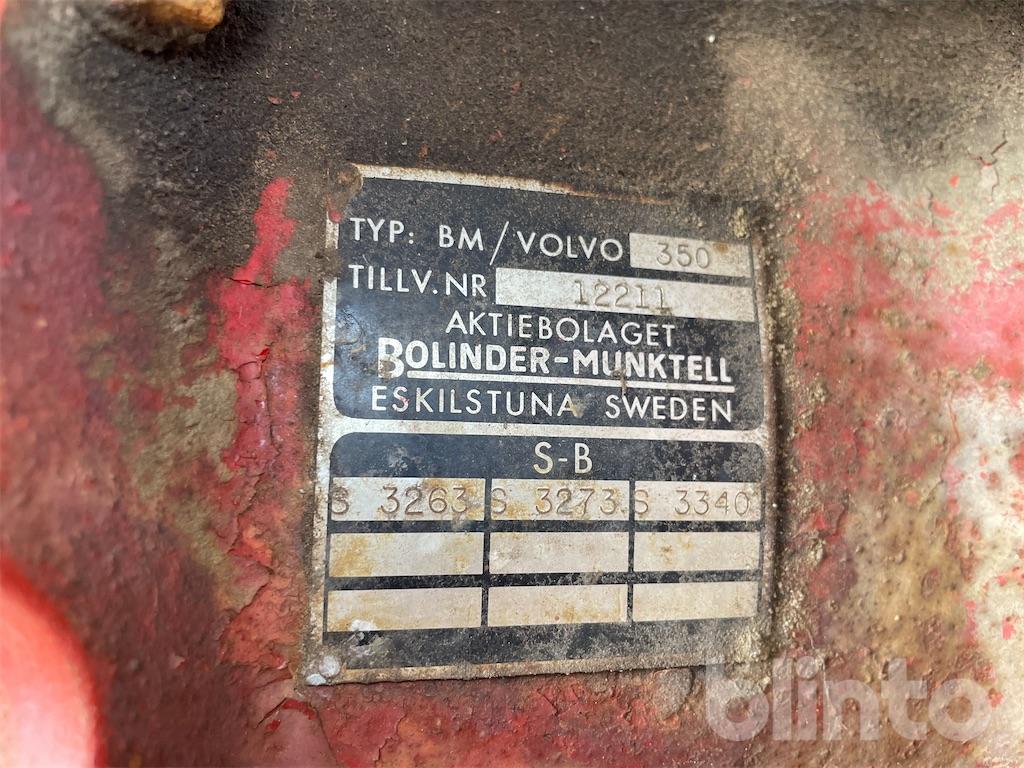 TYP: BM/VOLVO 350
TILLV.NR 12211
AKTIEBOLAGET
BOLINDER-MUNKTELL
ESKILSTUNA SWEDEN
S-B
S 3263 S 3273 S 3340
blinto